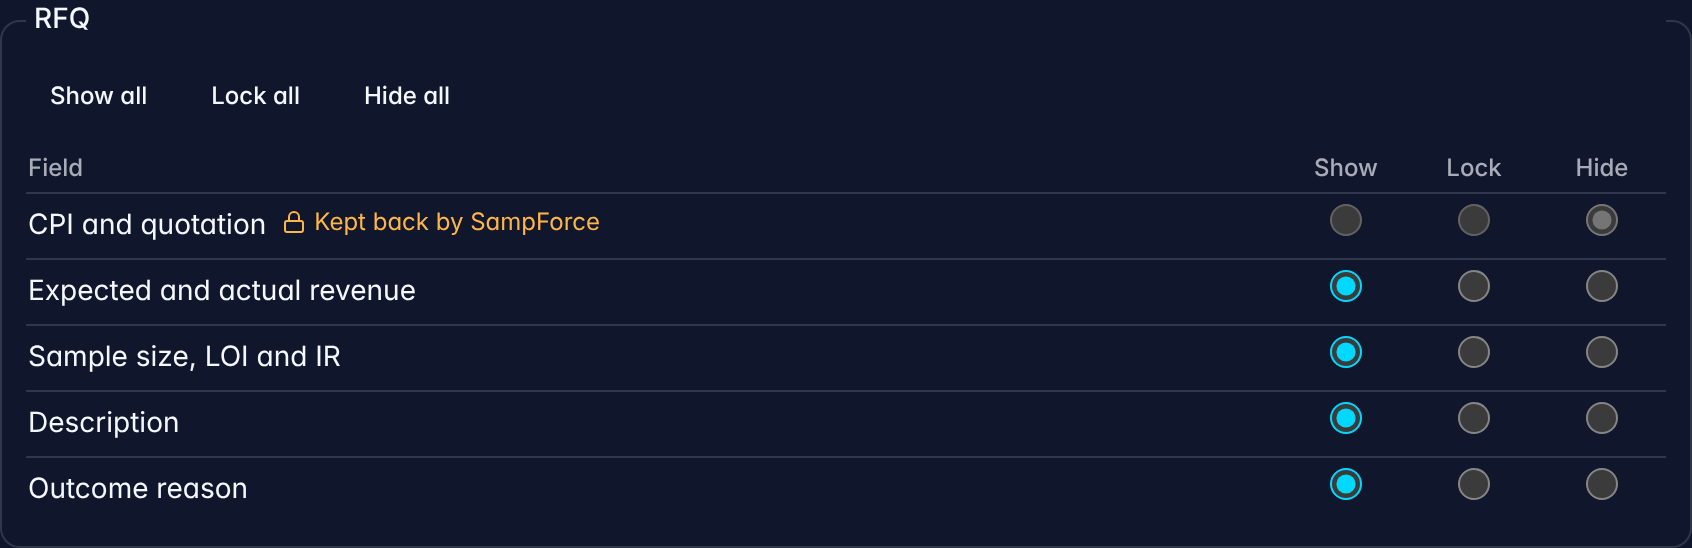 RFQ
Show all Lock all Hide all
Field Show Lock Hide
CPI and quotation Kept back by SampForce
Expected and actual revenue
Sample size, LOI and IR
Description
Outcome reason